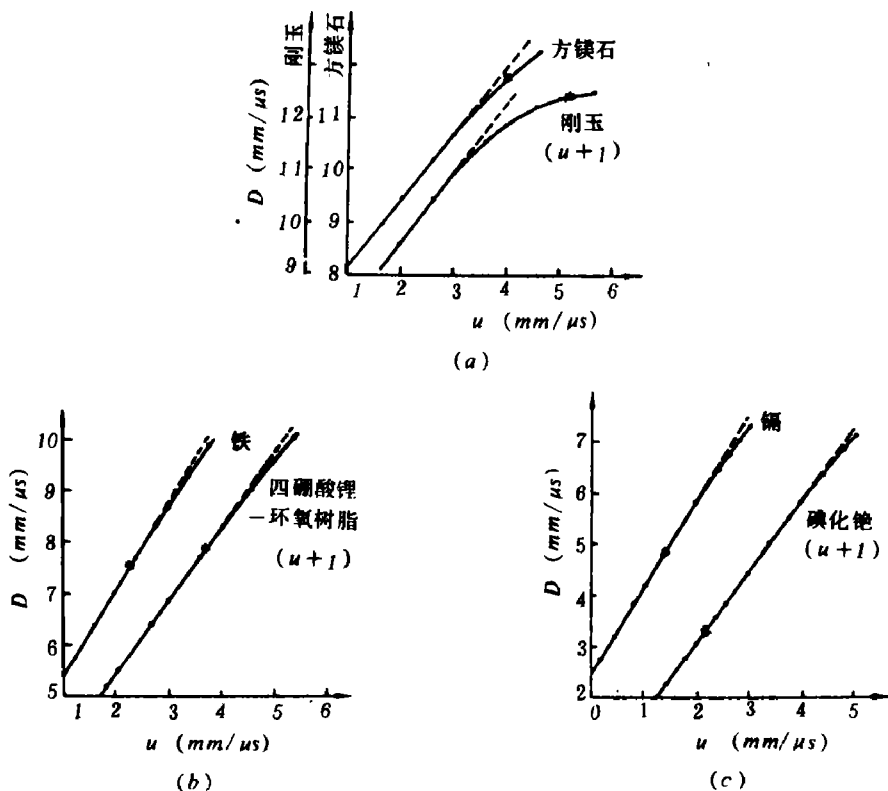 刚玉
方镁石
D (mm/μs)
方镁石
刚玉
(u+1)
12
11
10
9
11
10
9
8
1 2 3 4 5 6
u (mm/μs)
(a)
铁
四硼酸锂
－环氧树脂
(u+1)
D (mm/μs)
10
9
8
7
6
5
1 2 3 4 5 6
u (mm/μs)
(b)
镉
碘化铯
(u+1)
D (mm/μs)
7
6
5
4
3
2
0 1 2 3 4 5
u (mm/μs)
(c)